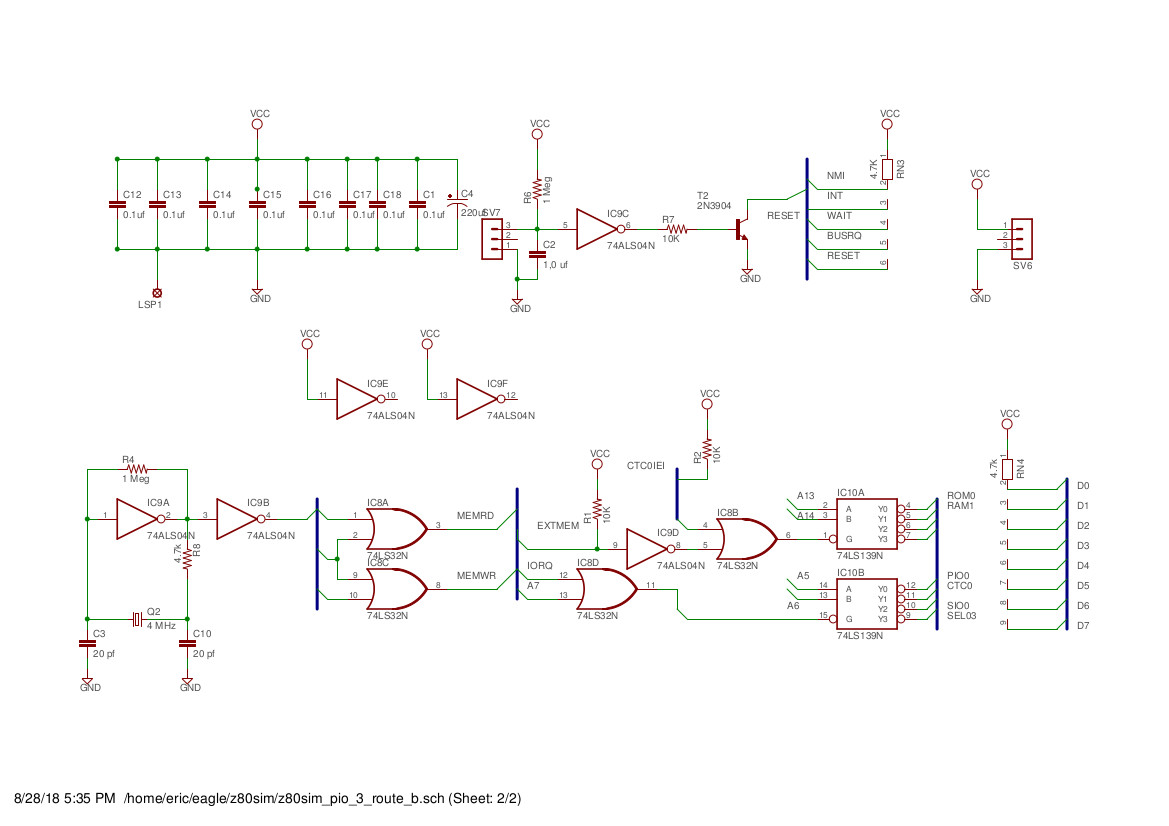 VCC
C12
0.1uf
C13
0.1uf
C14
0.1uf
C15
0.1uf
C16
0.1uf
C17
0.1uf
C18
0.1uf
C1
0.1uf
C4
220uf
LSP1
GND
SV7
3
2
1
VCC
R6
1 Meg
C2
1,0 uf
GND
5
IC9C
6
74ALS04N
R7
10K
T2
2N3904
GND
RESET
NMI
INT
WAIT
BUSRQ
RESET
VCC
4.7K
RN3
1
2
3
4
5
6
VCC
1
2
3
SV6
GND
VCC
11
IC9E
10
74ALS04N
VCC
13
IC9F
12
74ALS04N
R4
1 Meg
1
IC9A
2
74ALS04N
3
IC9B
4
74ALS04N
4.7k
R8
Q2
4 MHz
C3
20 pf
C10
20 pf
GND
GND
IC8A
1
2
3
74LS32N
MEMRD
IC8C
9
10
8
74LS32N
MEMWR
EXTMEM
IORQ
A7
VCC
R1
10K
9
IC9D
8
74ALS04N
IC8D
12
13
11
74LS32N
CTC0IEI
VCC
R2
10K
IC8B
4
5
6
74LS32N
A13
A14
IC10A
2
3
1
A
B
G
Y0
Y1
Y2
Y3
4
5
6
7
74LS139N
ROM0
RAM1
A5
A6
IC10B
14
13
15
A
B
G
Y0
Y1
Y2
Y3
12
11
10
9
74LS139N
PIO0
CTC0
SIO0
SEL03
VCC
4.7k
RN4
1
2
3
4
5
6
7
8
9
D0
D1
D2
D3
D4
D5
D6
D7
8/28/18 5:35 PM /home/eric/eagle/z80sim/z80sim_pio_3_route_b.sch (Sheet: 2/2)